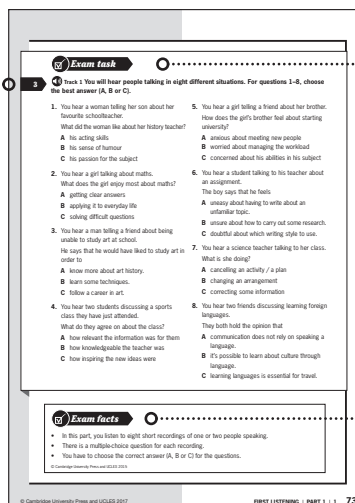 Exam task
3
Track 1 You will hear people talking in eight different situations. For questions 1–8, choose
the best answer (A, B or C).
1. You hear a woman telling her son about her
favourite schoolteacher.
What did the woman like about her history teacher?
A his acting skills
B his sense of humour
C his passion for the subject
2. You hear a girl talking about maths.
What does the girl enjoy most about maths?
A getting clear answers
B applying it to everyday life
C solving difficult questions
3. You hear a man telling a friend about being
unable to study art at school.
He says that he would have liked to study art in
order to
A know more about art history.
B learn some techniques.
C follow a career in art.
4. You hear two students discussing a sports
class they have just attended.
What do they agree on about the class?
A how relevant the information was for them
B how knowledgeable the teacher was
C how inspiring the new ideas were
5. You hear a girl telling a friend about her brother.
How does the girl's brother feel about starting
university?
A anxious about meeting new people
B worried about managing the workload
C concerned about his abilities in his subject
6. You hear a student talking to his teacher about
an assignment.
The boy says that he feels
A uneasy about having to write about an
unfamiliar topic.
B unsure about how to carry out some research.
C doubtful about which writing style to use.
7. You hear a science teacher talking to her class.
What is she doing?
A cancelling an activity / a plan
B changing an arrangement
C correcting some information
8. You hear two friends discussing learning foreign
languages.
They both hold the opinion that
A communication does not rely on speaking a
language.
B it's possible to learn about culture through
language.
C learning languages is essential for travel.
Exam facts
• In this part, you listen to eight short recordings of one or two people speaking.
• There is a multiple-choice question for each recording.
• You have to choose the correct answer (A, B or C) for the questions.
© Cambridge University Press and UCLES 2015
© Cambridge University Press and UCLES 2017
FIRST LISTENING | PART 1 | 1 73